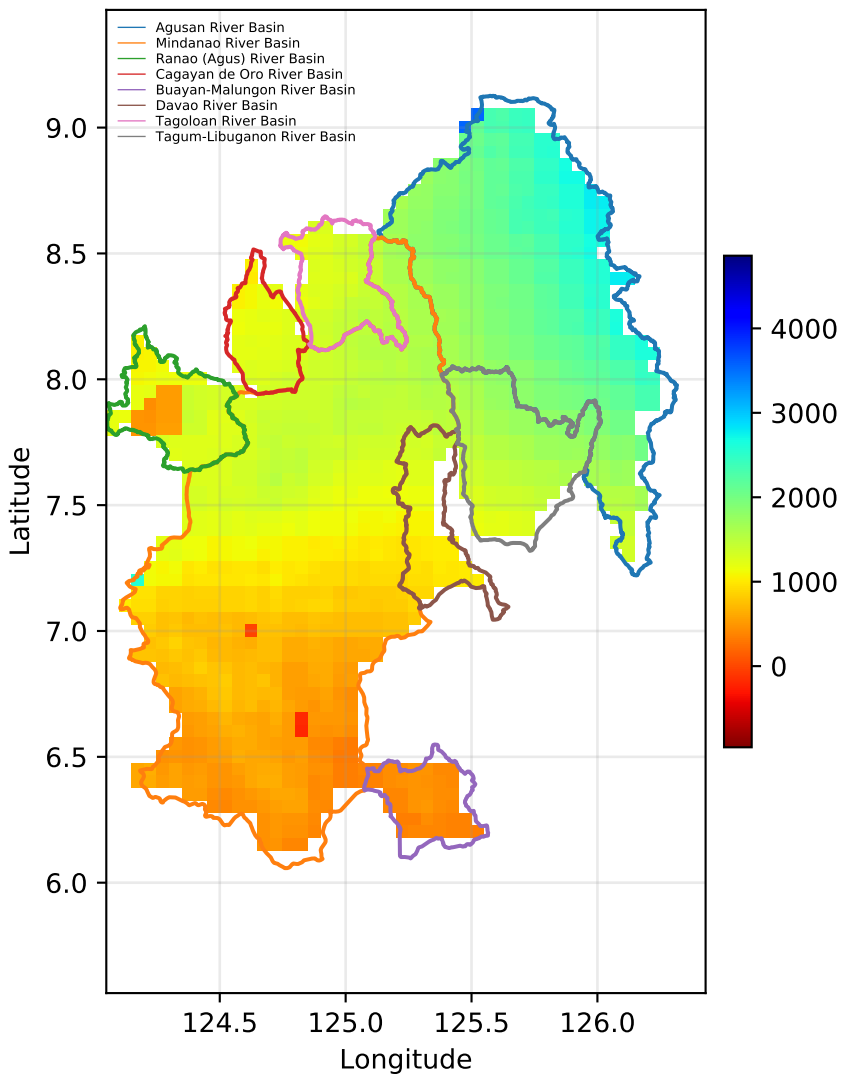 Agusan River Basin
Mindanao River Basin
Ranao (Agus) River Basin
Cagayan de Oro River Basin
Buayan-Malungon River Basin
Davao River Basin
Tagoloan River Basin
Tagum-Libuganon River Basin
9.0
8.5
8.0
7.5
7.0
6.5
6.0
Latitude
124.5 125.0 125.5 126.0
Longitude
4000
3000
2000
1000
0